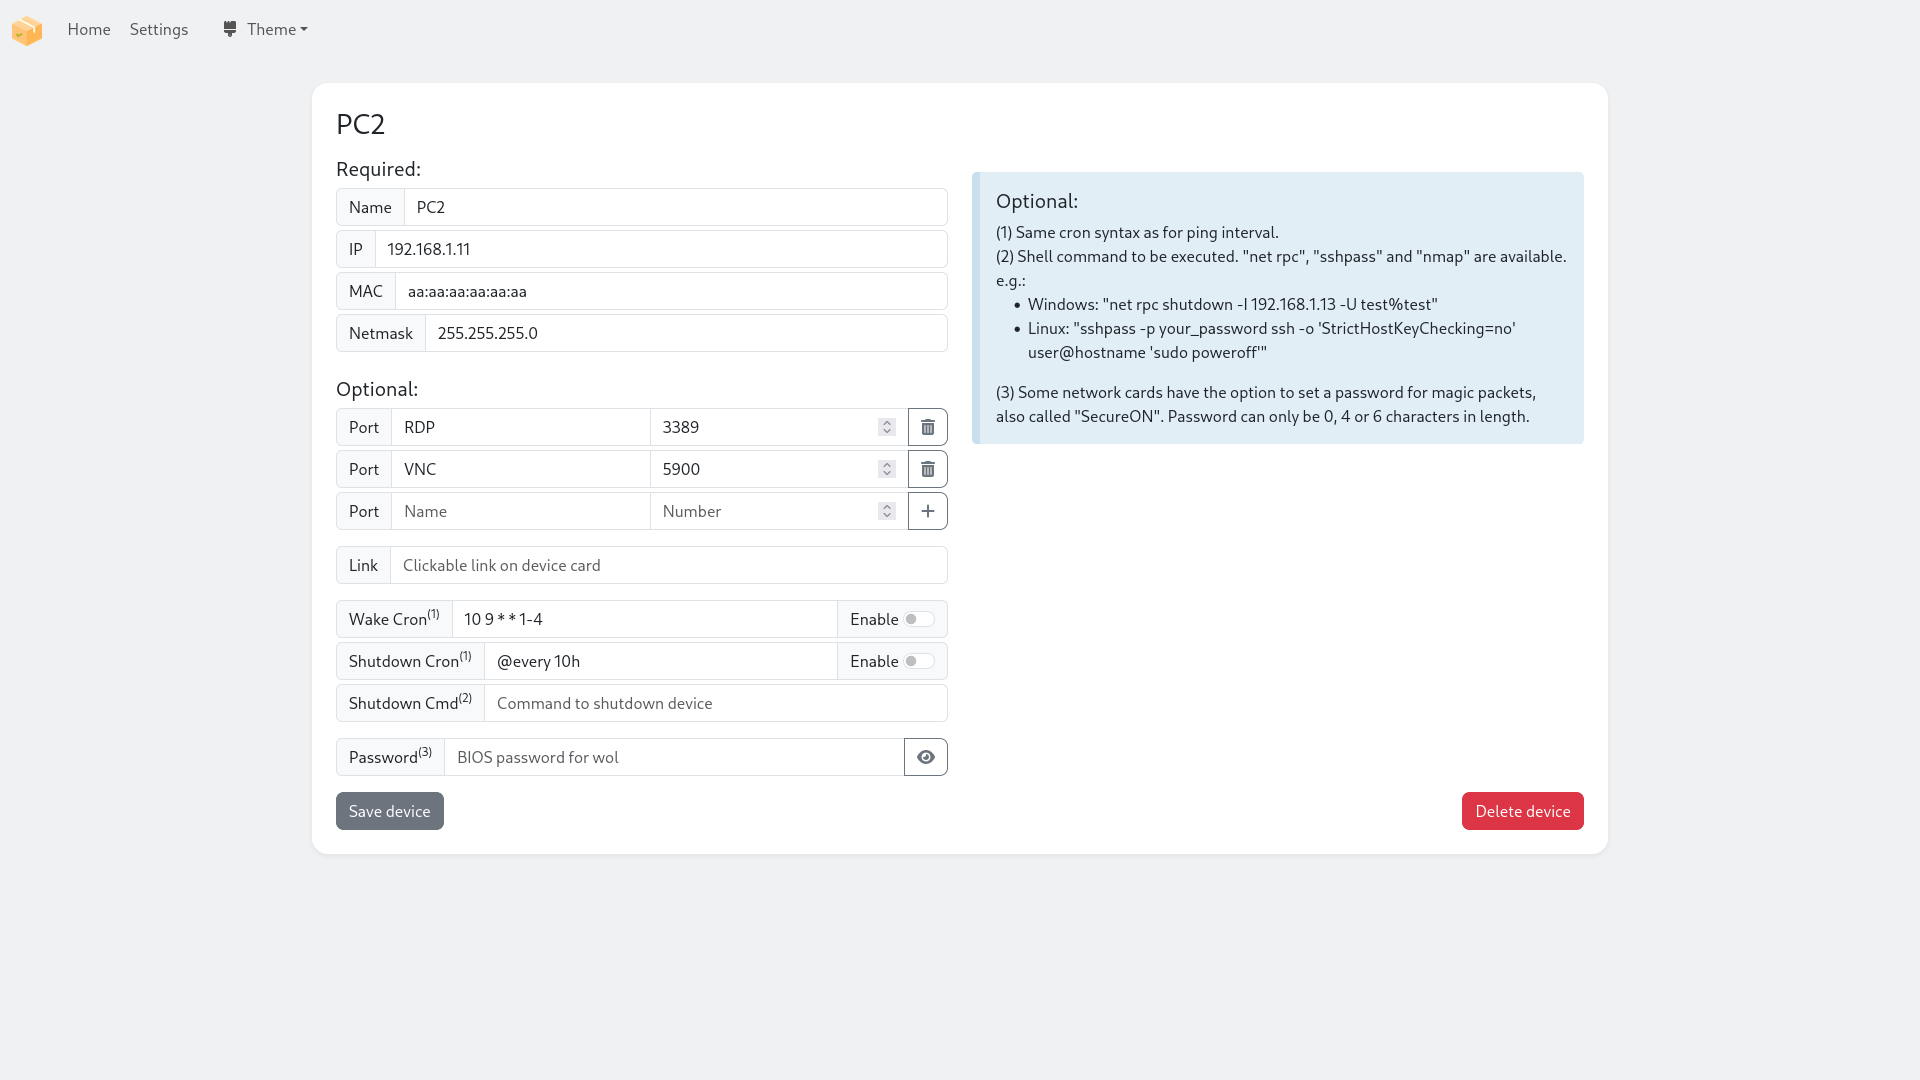 Home Settings Theme
PC2
Required:
Name PC2
IP 192.168.1.11
MAC aa:aa:aa:aa:aa:aa
Netmask 255.255.255.0
Optional:
Port RDP 3389
Port VNC 5900
Port Name Number
Link Clickable link on device card
Wake Cron(1) 10 9 * * 1-4 Enable
Shutdown Cron(1) @every 10h Enable
Shutdown Cmd(2) Command to shutdown device
Password(3) BIOS password for wol
Optional:
(1) Same cron syntax as for ping interval.
(2) Shell command to be executed. "net rpc", "sshpass" and "nmap" are available.
e.g.:
• Windows: "net rpc shutdown -I 192.168.1.13 -U test%test"
• Linux: "sshpass -p your_password ssh -o 'StrictHostKeyChecking=no'
user@hostname 'sudo poweroff'"
(3) Some network cards have the option to set a password for magic packets,
also called "SecureON". Password can only be 0, 4 or 6 characters in length.
Save device Delete device